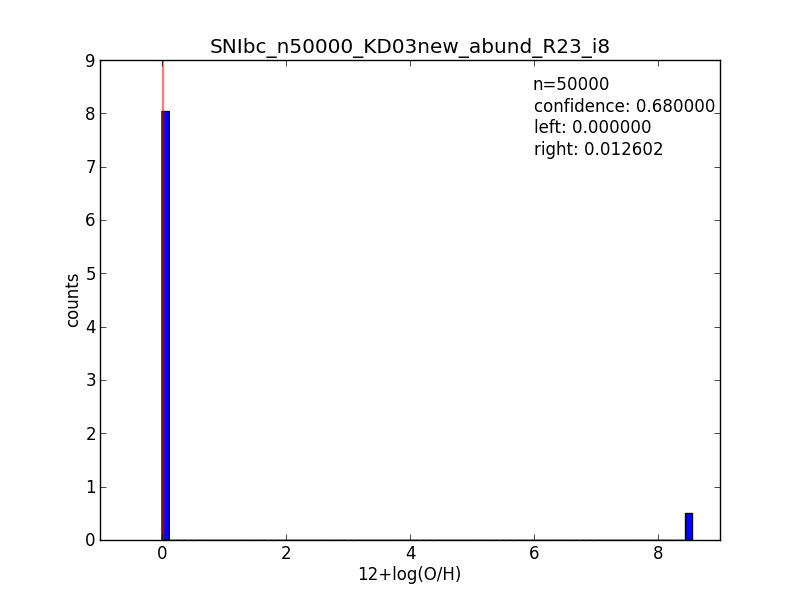 SNIbc_n50000_KD03new_abund_R23_i8
n=50000
confidence: 0.680000
left: 0.000000
right: 0.012602
9
8
7
6
5
4
3
2
1
0
counts
0 2 4 6 8
12+log(O/H)